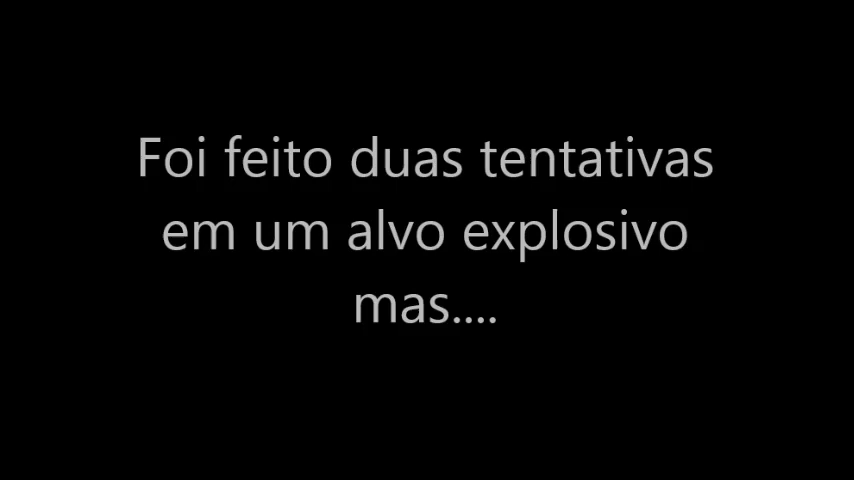 Foi feito duas tentativas
em um alvo explosivo
mas....